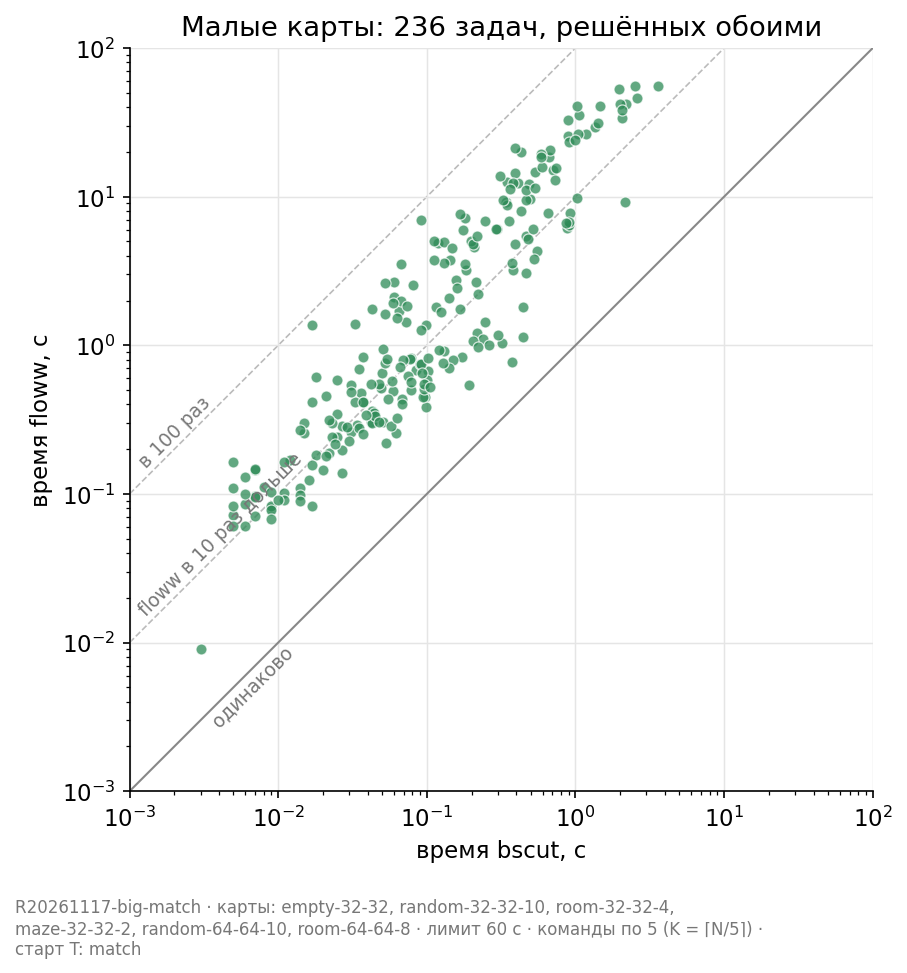 Малые карты: 236 задач, решённых обоими
10²
10¹
10⁰
10⁻¹
10⁻²
10⁻³
время floww, с
в 100 раз
floww в 10 раз дольше
одинаково
10⁻³
10⁻²
10⁻¹
10⁰
10¹
10²
время bscut, с
R20261117-big-match · карты: empty-32-32, random-32-32-10, room-32-32-4,
maze-32-32-2, random-64-64-10, room-64-64-8 · лимит 60 с · команды по 5 (K = ⌈N/5⌉) ·
старт T: match